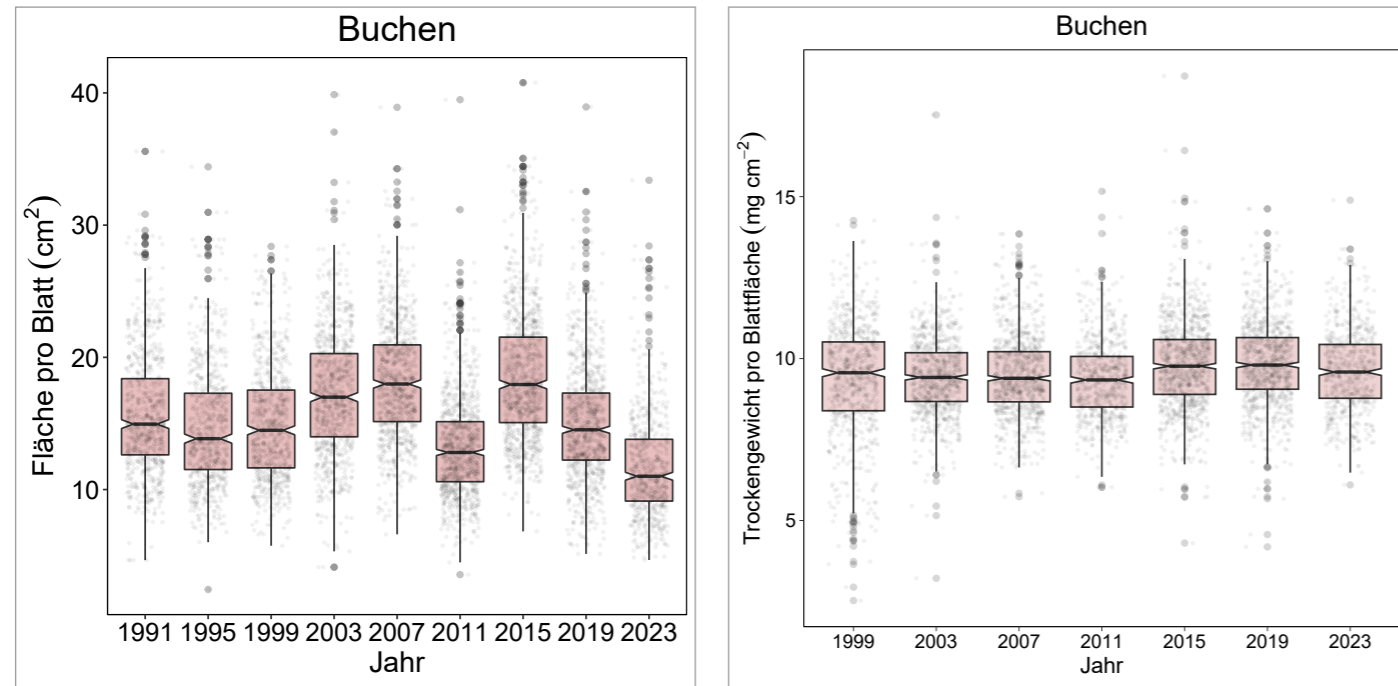 Buchen
Fläche pro Blatt (cm²)
40
30
20
10
1991 1995 1999 2003 2007 2011 2015 2019 2023
Jahr
Buchen
Trockengewicht pro Blattfläche (mg cm⁻²)
15
10
5
1999 2003 2007 2011 2015 2019 2023
Jahr